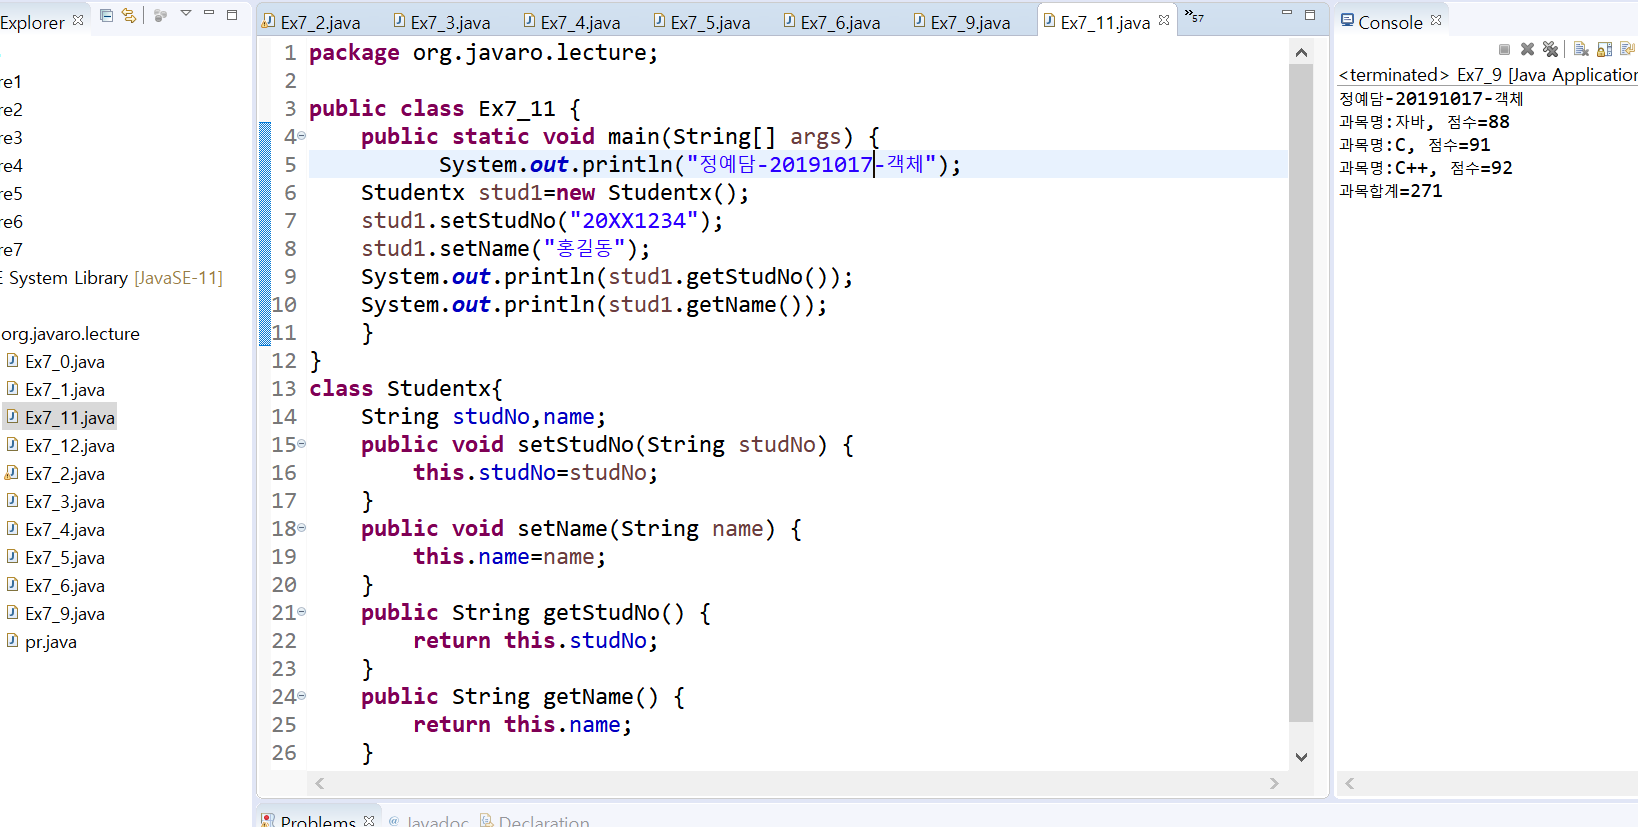 Explorer
re1
re2
re3
re4
re5
re6
re7
E System Library [JavaSE-11]
org.javaro.lecture
Ex7_0.java
Ex7_1.java
Ex7_11.java
Ex7_12.java
Ex7_2.java
Ex7_3.java
Ex7_4.java
Ex7_5.java
Ex7_6.java
Ex7_9.java
pr.java
Ex7_2.java Ex7_3.java Ex7_4.java Ex7_5.java Ex7_6.java Ex7_9.java Ex7_11.java »57
1 package org.javaro.lecture;
2
3 public class Ex7_11 {
4 public static void main(String[] args) {
5 System.out.println("정예담-20191017-객체");
6 Studentx stud1=new Studentx();
7 stud1.setStudNo("20XX1234");
8 stud1.setName("홍길동");
9 System.out.println(stud1.getStudNo());
10 System.out.println(stud1.getName());
11 }
12 }
13 class Studentx{
14 String studNo,name;
15 public void setStudNo(String studNo) {
16 this.studNo=studNo;
17 }
18 public void setName(String name) {
19 this.name=name;
20 }
21 public String getStudNo() {
22 return this.studNo;
23 }
24 public String getName() {
25 return this.name;
26 }
Problems @ Javadoc Declaration
Console
<terminated> Ex7_9 [Java Application
정예담-20191017-객체
과목명:자바, 점수=88
과목명:C, 점수=91
과목명:C++, 점수=92
과목합계=271